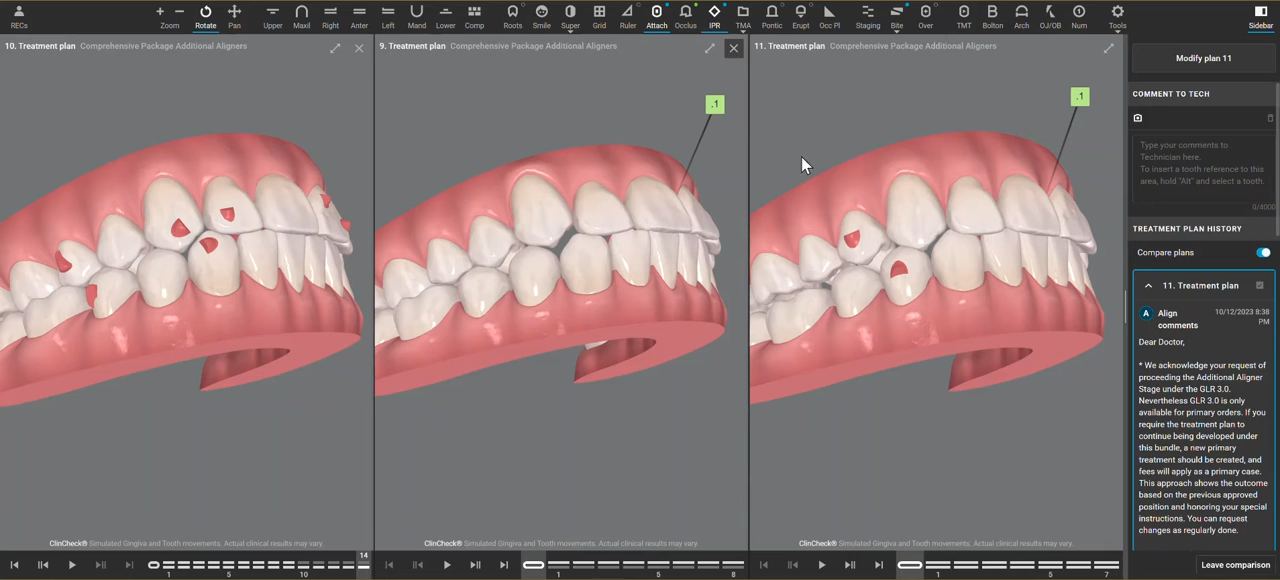 RECs
Zoom
Rotate
Pan
Upper
Maxil
Right
Anter
Left
Mand
Lower
Comp
Roots
Smile
Super
Grid
Ruler
Attach
Occlus
IPR
TMA
Pontic
Erupt
Occ Pl
Staging
Bite
Over
TMT
Bolton
Arch
OJ/OB
Num
Tools
Sidebar
10. Treatment plan Comprehensive Package Additional Aligners
9. Treatment plan Comprehensive Package Additional Aligners
11. Treatment plan Comprehensive Package Additional Aligners
.1
.1
ClinCheck® Simulated Gingiva and Tooth movements. Actual clinical results may vary.
ClinCheck® Simulated Gingiva and Tooth movements. Actual clinical results may vary.
ClinCheck® Simulated Gingiva and Tooth movements. Actual clinical results may vary.
14
1 5 10
1 5 8
1 5 7
Modify plan 11
COMMENT TO TECH
Type your comments to
Technician here.
To insert a tooth reference to this
area, hold "Alt" and select a tooth.
0/4000
TREATMENT PLAN HISTORY
Compare plans
11. Treatment plan
A Align
comments
10/12/2023 8:38
PM
Dear Doctor,
* We acknowledge your request of
proceeding the Additional Aligner
Stage under the GLR 3.0.
Nevertheless GLR 3.0 is only
available for primary orders. If you
require the treatment plan to
continue being developed under
this bundle, a new primary
treatment should be created, and
fees will apply as a primary case.
This approach shows the outcome
based on the previous approved
position and honoring your special
instructions. You can request
changes as regularly done.
Leave comparison